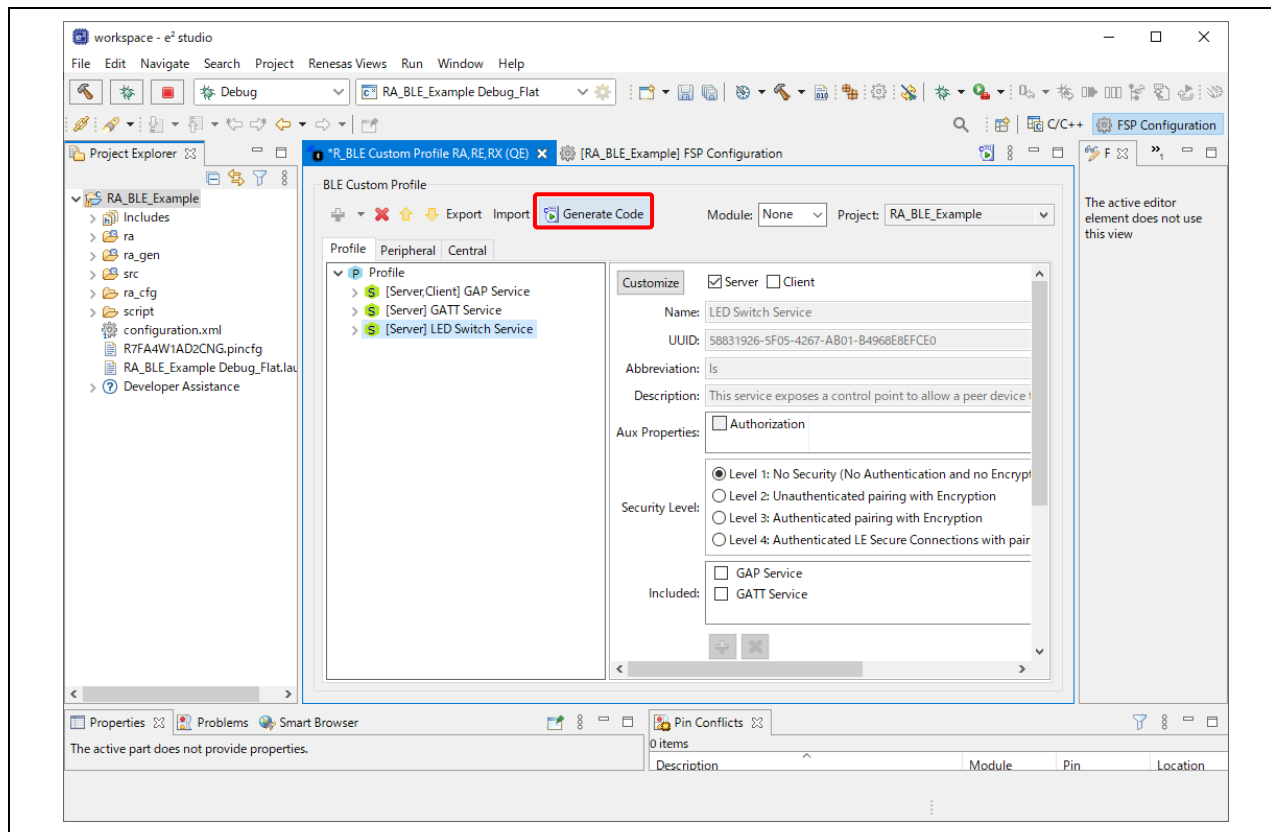 workspace - e² studio
File Edit Navigate Search Project Renesas Views Run Window Help
Debug RA_BLE_Example Debug_Flat
C/C++ FSP Configuration
Project Explorer
*R_BLE Custom Profile RA,RE,RX (QE) [RA_BLE_Example] FSP Configuration
F
RA_BLE_Example
Includes
ra
ra_gen
src
ra_cfg
script
configuration.xml
R7FA4W1AD2CNG.pincfg
RA_BLE_Example Debug_Flat.lau
Developer Assistance
BLE Custom Profile
Export Import Generate Code Module: None Project: RA_BLE_Example
Profile Peripheral Central
Profile
[Server,Client] GAP Service
[Server] GATT Service
[Server] LED Switch Service
Customize Server Client
Name: LED Switch Service
UUID: 58831926-5F05-4267-AB01-B4968E8EFCE0
Abbreviation: ls
Description: This service exposes a control point to allow a peer device t
Aux Properties: Authorization
Security Level:
Level 1: No Security (No Authentication and no Encrypt
Level 2: Unauthenticated pairing with Encryption
Level 3: Authenticated pairing with Encryption
Level 4: Authenticated LE Secure Connections with pair
Included:
GAP Service
GATT Service
The active editor
element does not use
this view
Properties Problems Smart Browser
The active part does not provide properties.
Pin Conflicts
0 items
Description Module Pin Location